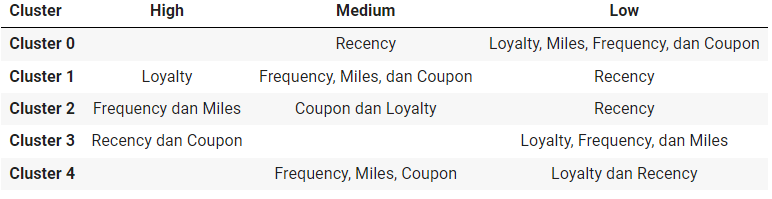 Cluster High Medium Low
Cluster 0 Recency Loyalty, Miles, Frequency, dan Coupon
Cluster 1 Loyalty Frequency, Miles, dan Coupon Recency
Cluster 2 Frequency dan Miles Coupon dan Loyalty Recency
Cluster 3 Recency dan Coupon Loyalty, Frequency, dan Miles
Cluster 4 Frequency, Miles, Coupon Loyalty dan Recency